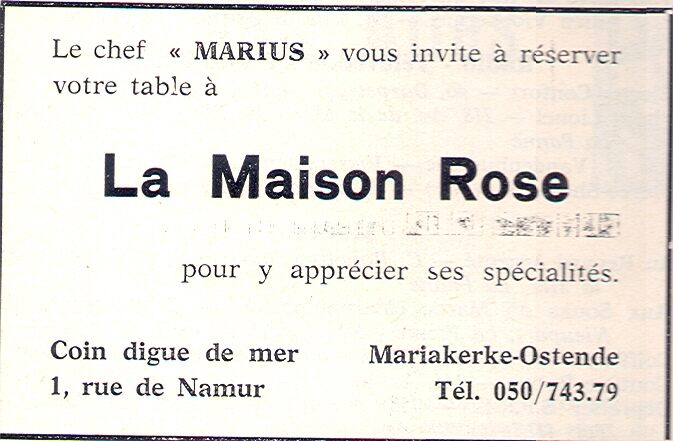 Le chef « MARIUS » vous invite à réserver
votre table à
La Maison Rose
pour y apprécier ses spécialités.
Coin digue de mer
1, rue de Namur
Mariakerke-Ostende
Tél. 050/743.79